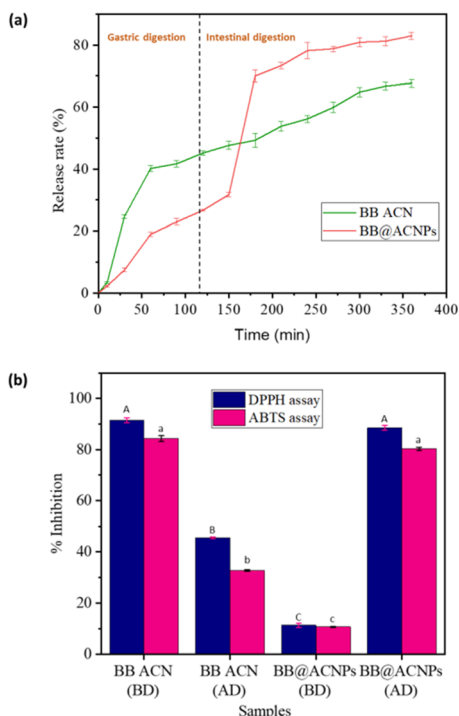 (a)
Gastric digestion
Intestinal digestion
100
80
60
40
20
0
Release rate (%)
BB ACN
BB@ACNPs
0
50
100
150
200
250
300
350
400
Time (min)
(b)
100
80
60
40
20
0
% Inhibition
DPPH assay
ABTS assay
A
a
B
b
C
c
A
a
BB ACN
(BD)
BB ACN
(AD)
BB@ACNPs
(BD)
BB@ACNPs
(AD)
Samples